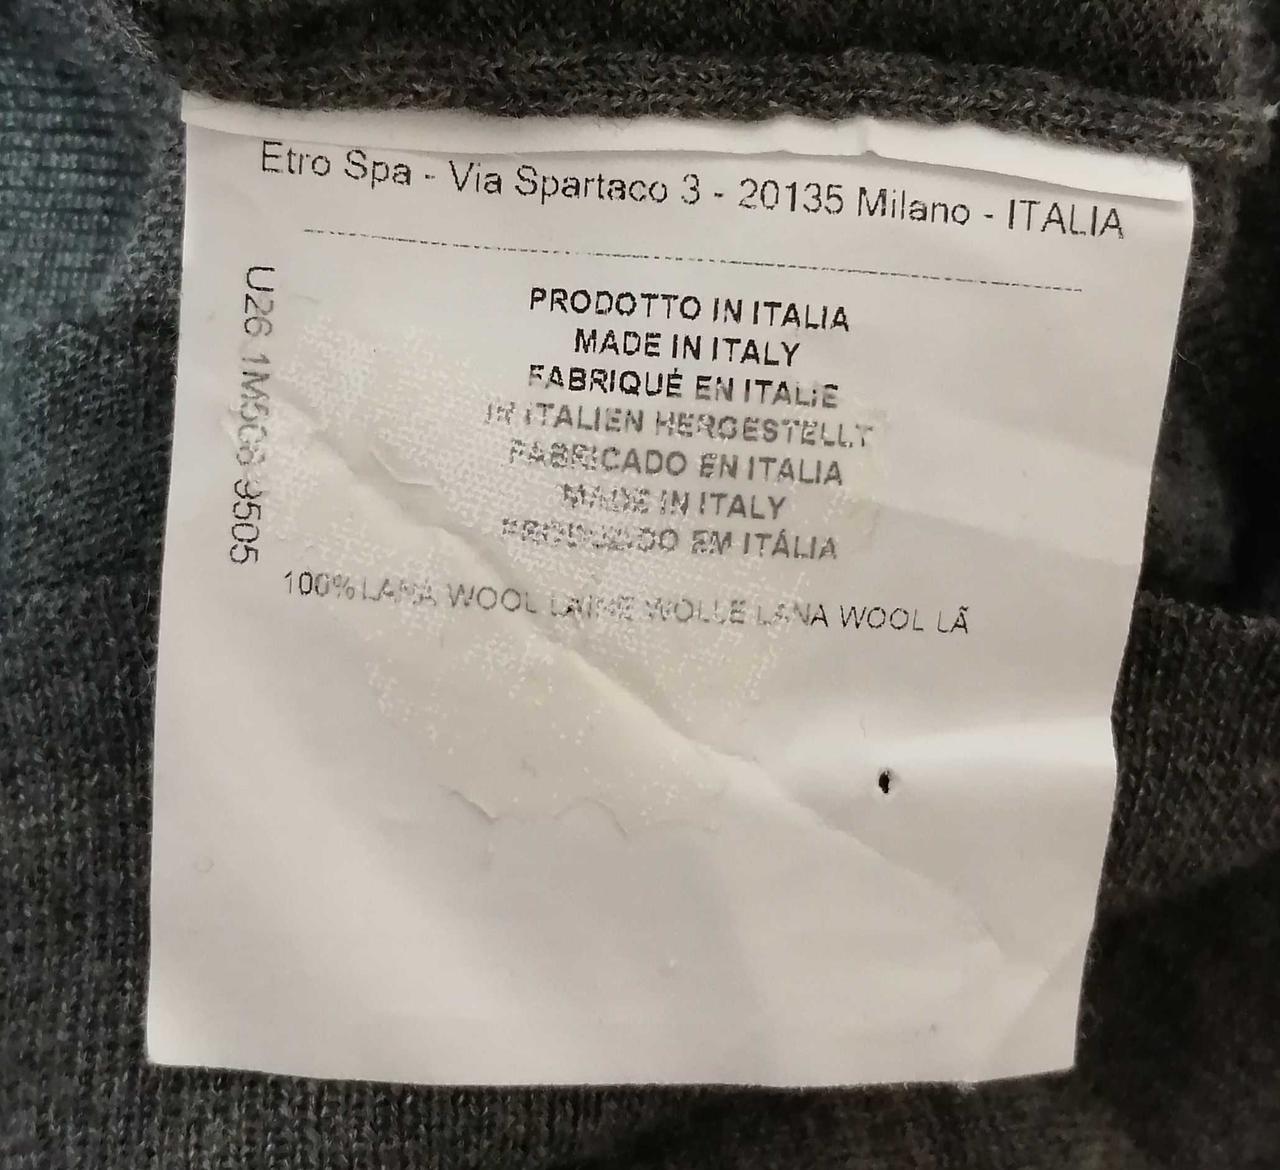 Etro Spa - Via Spartaco 3 - 20135 Milano - ITALIA
PRODOTTO IN ITALIA
MADE IN ITALY
FABRIQUÉ EN ITALIE
IN ITALIEN HERGESTELLT
FABRICADO EN ITALIA
MADE IN ITALY
PRODUZIDO EM ITÁLIA
100% LANA WOOL LAINE WOLLE LANA WOOL LÃ
U26 9505